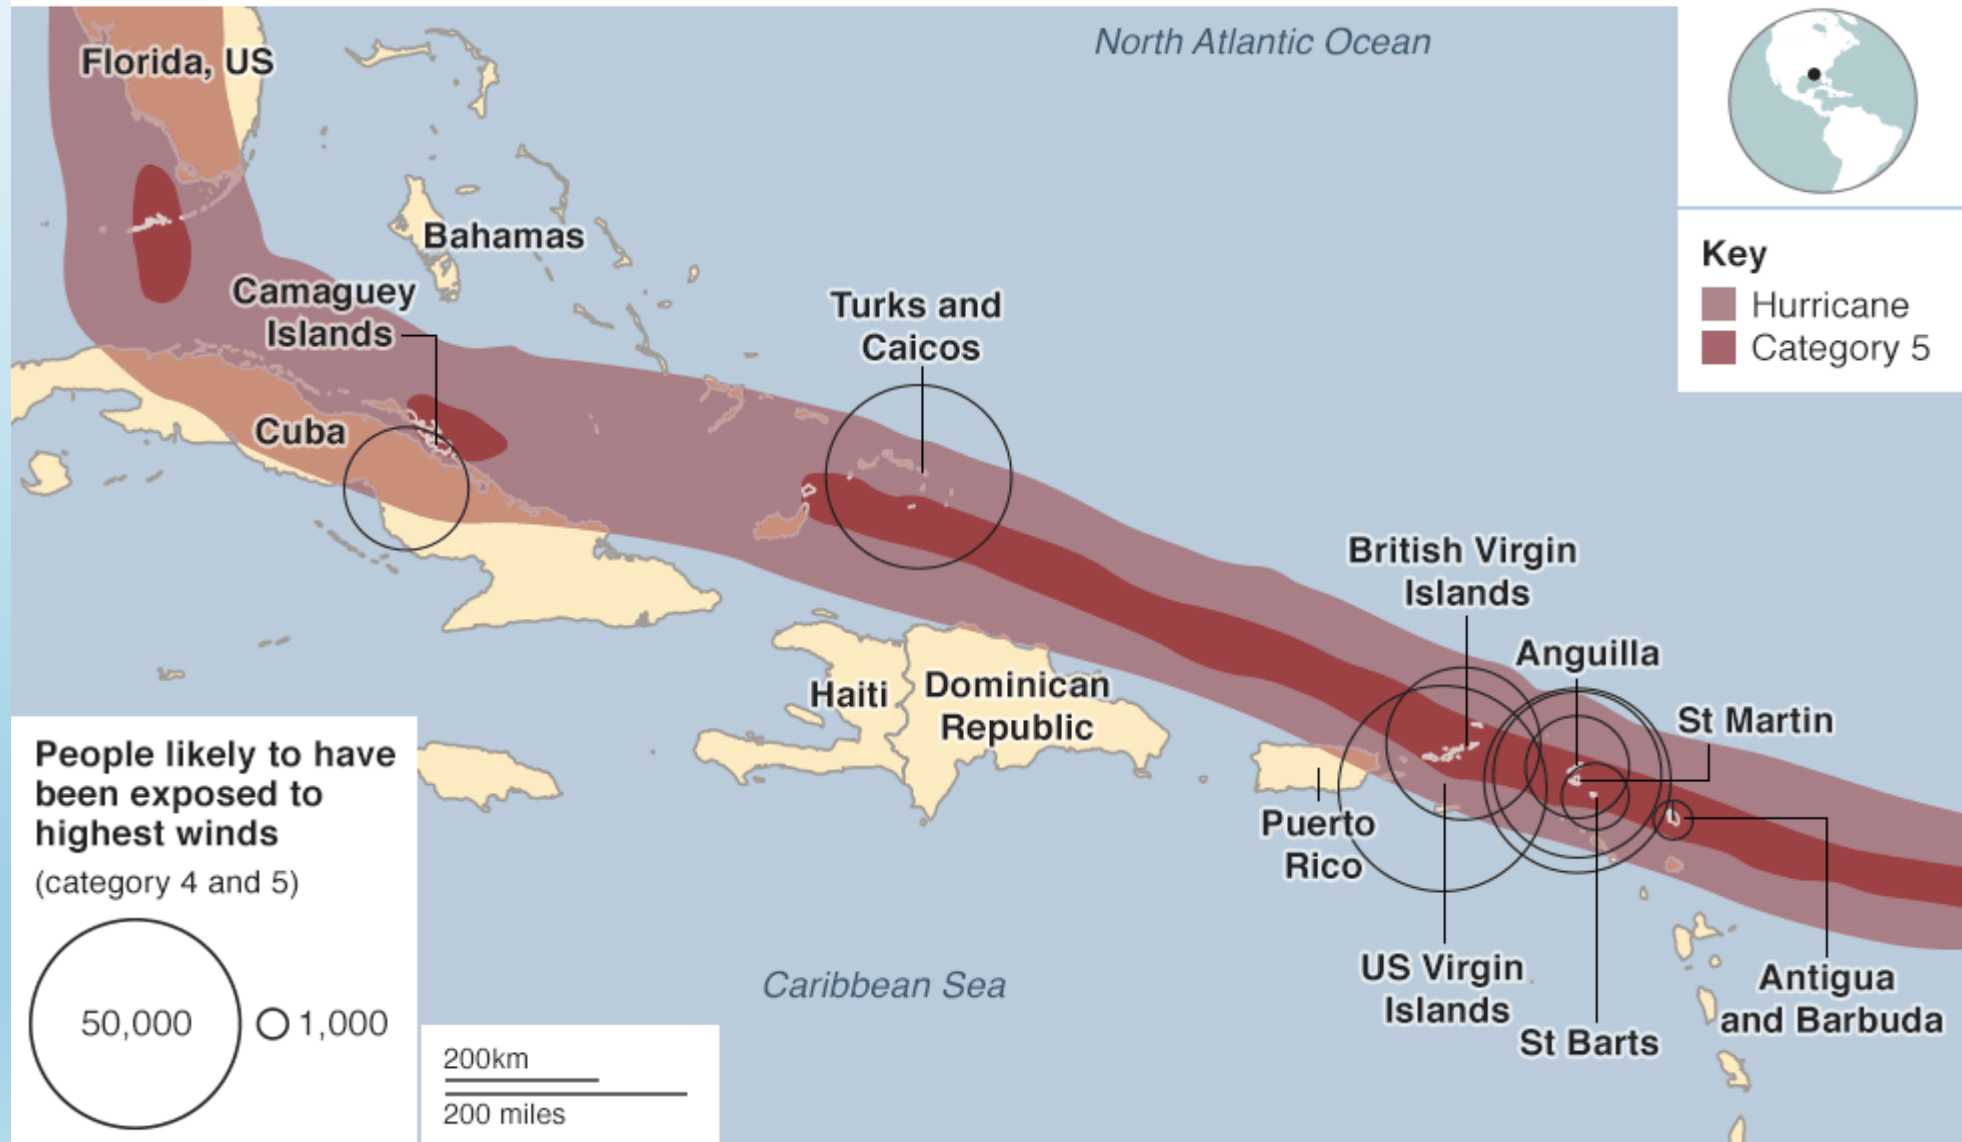 Florida, US
North Atlantic Ocean
Bahamas
Camaguey
Islands
Turks and
Caicos
Key
Hurricane
Category 5
Cuba
British Virgin
Islands
Anguilla
St Martin
Haiti
Dominican
Republic
Puerto
Rico
US Virgin
Islands
St Barts
Antigua
and Barbuda
Caribbean Sea
People likely to have
been exposed to
highest winds
(category 4 and 5)
50,000
1,000
200km
200 miles